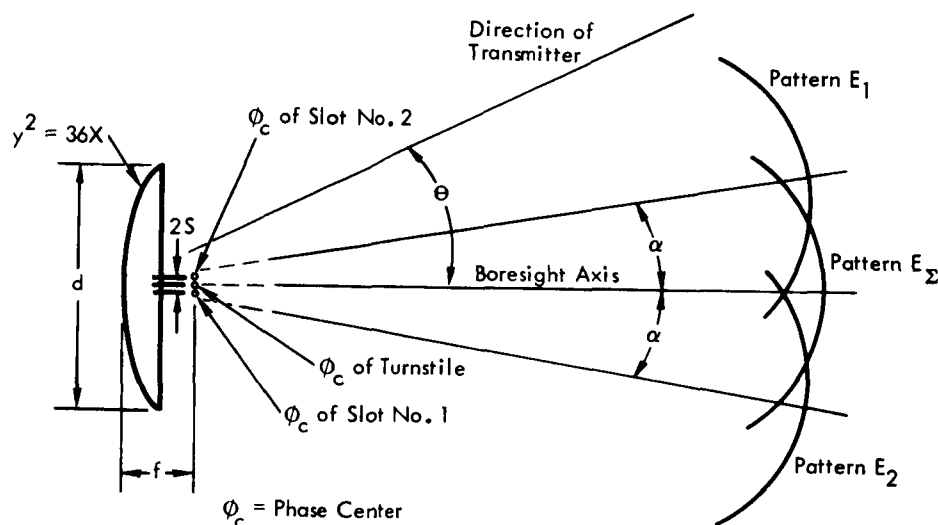 Direction of
Transmitter
Pattern E₁
ϕc of Slot No. 2
y² = 36X
Θ
2S
α
d
Boresight Axis
Pattern E_Σ
α
ϕc of Turnstile
ϕc of Slot No. 1
f
Pattern E₂
ϕc = Phase Center